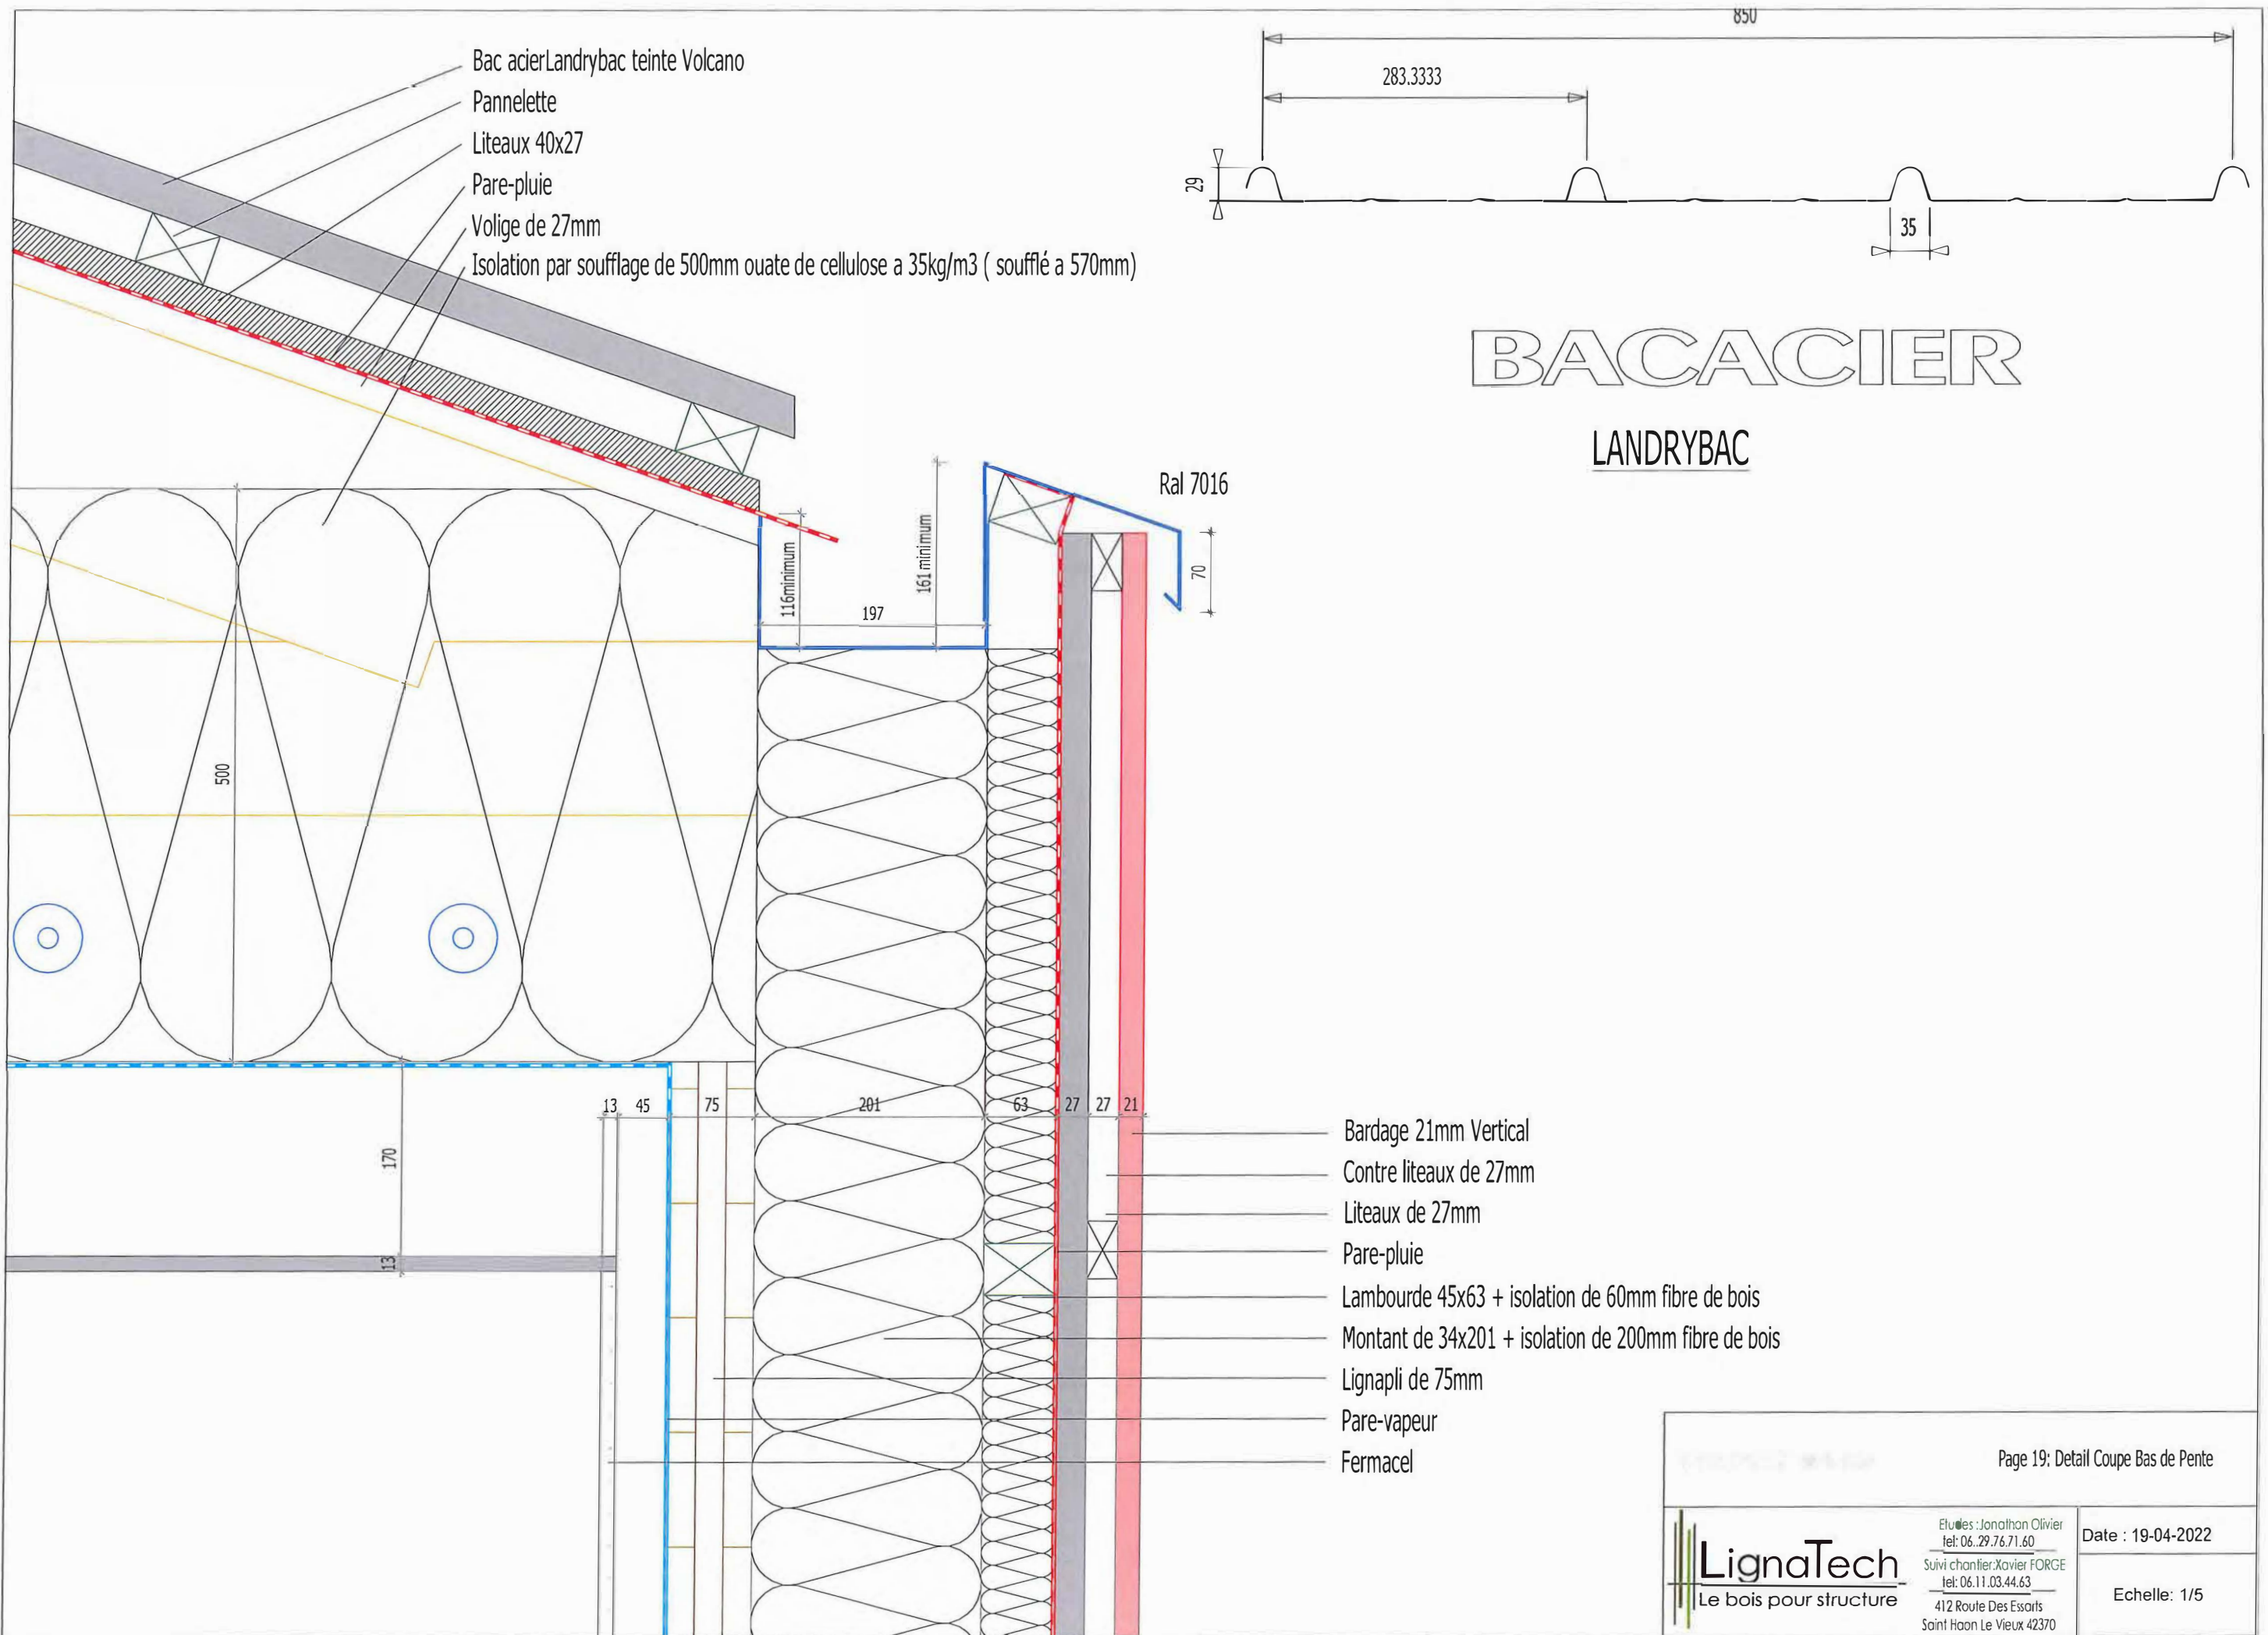 Bac acierLandrybac teinte Volcano
Pannelette
Liteaux 40x27
Pare-pluie
Volige de 27mm
Isolation par soufflage de 500mm ouate de cellulose a 35kg/m3 ( soufflé a 570mm)
850
283.3333
29
35
BACACIER
LANDRYBAC
Ral 7016
116minimum
161 minimum
197
70
500
13 45 75 201 63 27 27 21
170
13
Bardage 21mm Vertical
Contre liteaux de 27mm
Liteaux de 27mm
Pare-pluie
Lambourde 45x63 + isolation de 60mm fibre de bois
Montant de 34x201 + isolation de 200mm fibre de bois
Lignapli de 75mm
Pare-vapeur
Fermacel
Page 19: Detail Coupe Bas de Pente
LignaTech
Le bois pour structure
Etudes :Jonathon Olivier
tel: 06..29.76.71.60
Suivi chantier:Xavier FORGE
tel: 06.11.03.44.63
412 Route Des Essarts
Saint Haon Le Vieux 42370
Date : 19-04-2022
Echelle: 1/5